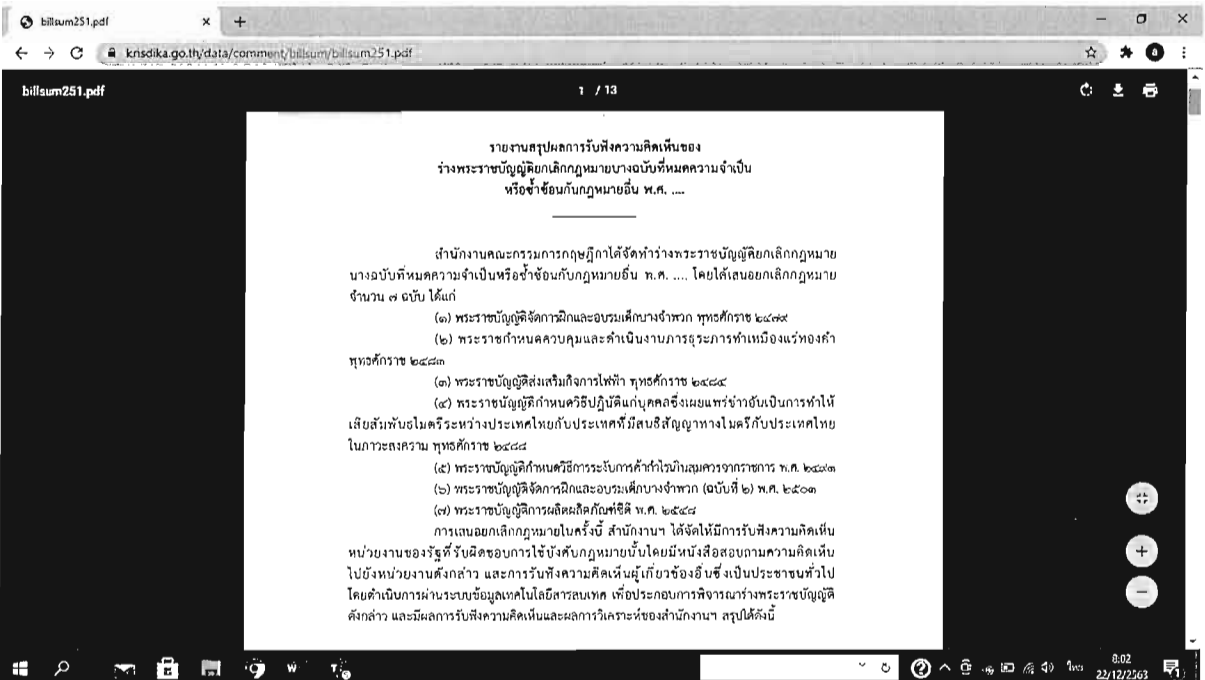 billsum251.pdf
krisdika.go.th/data/comment/billsum/billsum251.pdf
billsum251.pdf
1 / 13
รายงานสรุปผลการรับฟังความคิดเห็นของ
ร่างพระราชบัญญัติยกเลิกกฎหมายบางฉบับที่หมดความจำเป็น
หรือซ้ำซ้อนกับกฎหมายอื่น พ.ศ. ....
สำนักงานคณะกรรมการกฤษฎีกาได้จัดทำร่างพระราชบัญญัติยกเลิกกฎหมาย
บางฉบับที่หมดความจำเป็นหรือซ้ำซ้อนกับกฎหมายอื่น พ.ศ. .... โดยได้เสนอยกเลิกกฎหมาย
จำนวน ๗ ฉบับ ได้แก่
(๑) พระราชบัญญัติจัดการฝึกและอบรมเด็กบางจำพวก พุทธศักราช ๒๔๗๙
(๒) พระราชกำหนดควบคุมและดำเนินงานภารธุระการทำเหมืองแร่ทองคำ
พุทธศักราช ๒๔๘๓
(๓) พระราชบัญญัติส่งเสริมกิจการไฟฟ้า พุทธศักราช ๒๔๘๕
(๔) พระราชบัญญัติกำหนดวิธีปฏิบัติแก่บุคคลซึ่งเผยแพร่ข่าวอันเป็นการทำให้
เสียสัมพันธไมตรีระหว่างประเทศไทยกับประเทศที่มีสนธิสัญญาทางไมตรีกับประเทศไทย
ในภาวะสงคราม พุทธศักราช ๒๔๘๘
(๕) พระราชบัญญัติกำหนดวิธีการระงับการค้ากำไรเกินสมควรจากราชการ พ.ศ. ๒๔๙๓
(๖) พระราชบัญญัติจัดการฝึกและอบรมเด็กบางจำพวก (ฉบับที่ ๒) พ.ศ. ๒๕๐๑
(๗) พระราชบัญญัติการผลิตผลิตภัณฑ์ซีดี พ.ศ. ๒๕๔๘
การเสนอยกเลิกกฎหมายในครั้งนี้ สำนักงานฯ ได้จัดให้มีการรับฟังความคิดเห็น
หน่วยงานของรัฐที่รับผิดชอบการใช้บังคับกฎหมายนั้นโดยมีหนังสือสอบถามความคิดเห็น
ไปยังหน่วยงานดังกล่าว และการรับฟังความคิดเห็นผู้เกี่ยวข้องอื่นซึ่งเป็นประชาชนทั่วไป
โดยดำเนินการผ่านระบบข้อมูลเทคโนโลยีสารสนเทศ เพื่อประกอบการพิจารณาร่างพระราชบัญญัติ
ดังกล่าว และมีผลการรับฟังความคิดเห็นและผลการวิเคราะห์ของสำนักงานฯ สรุปได้ดังนี้
ไทย
8:02
22/12/2563